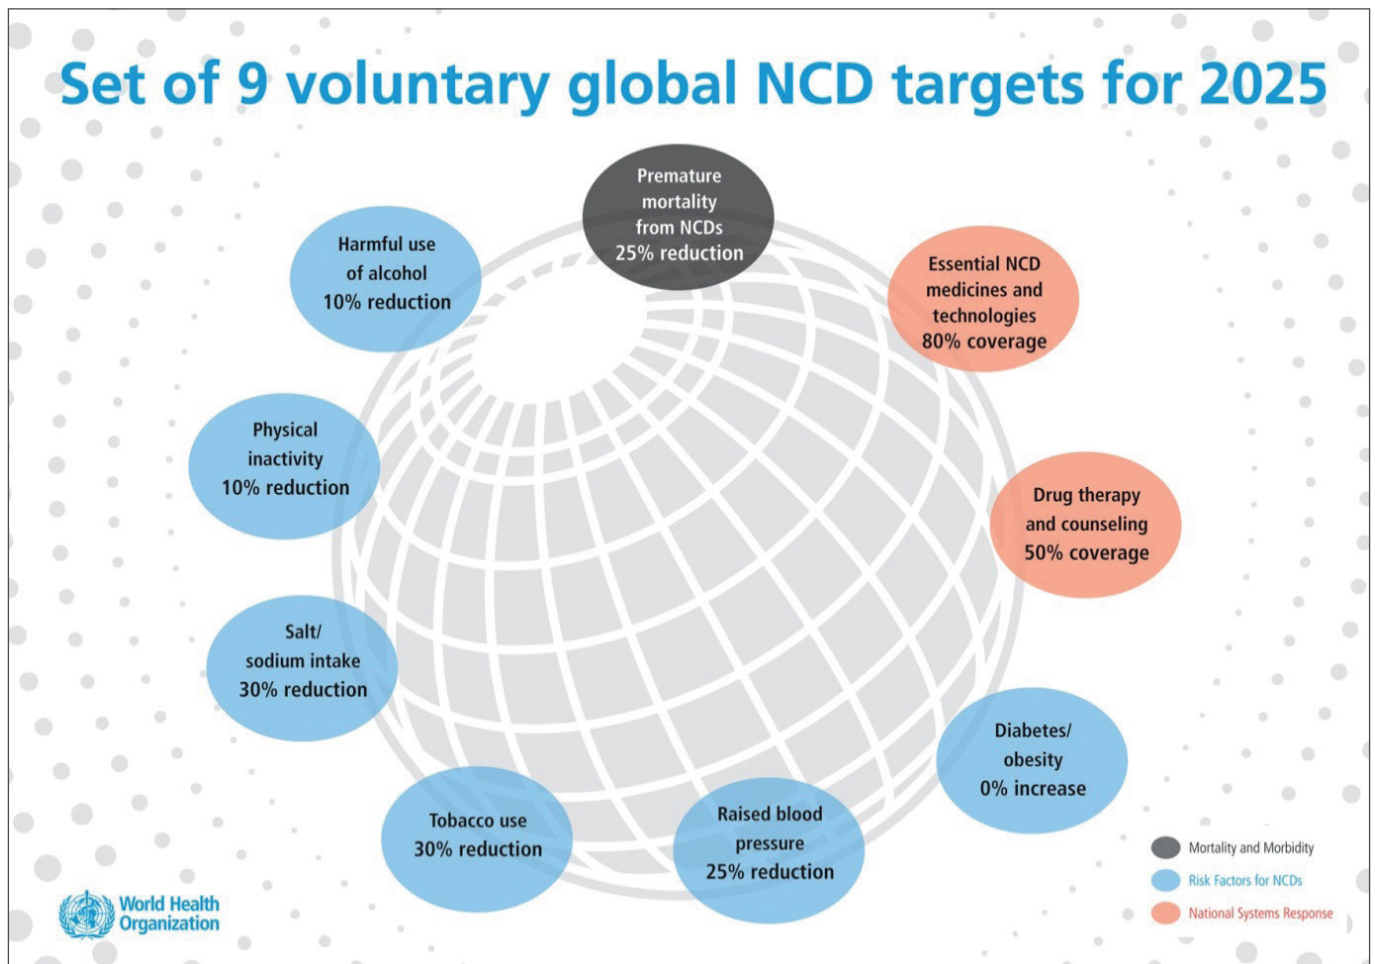 Set of 9 voluntary global NCD targets for 2025
Premature
mortality
from NCDs
25% reduction
Harmful use
of alcohol
10% reduction
Essential NCD
medicines and
technologies
80% coverage
Physical
inactivity
10% reduction
Drug therapy
and counseling
50% coverage
Salt/
sodium intake
30% reduction
Diabetes/
obesity
0% increase
Tobacco use
30% reduction
Raised blood
pressure
25% reduction
Mortality and Morbidity
Risk Factors for NCDs
National Systems Response
World Health
Organization